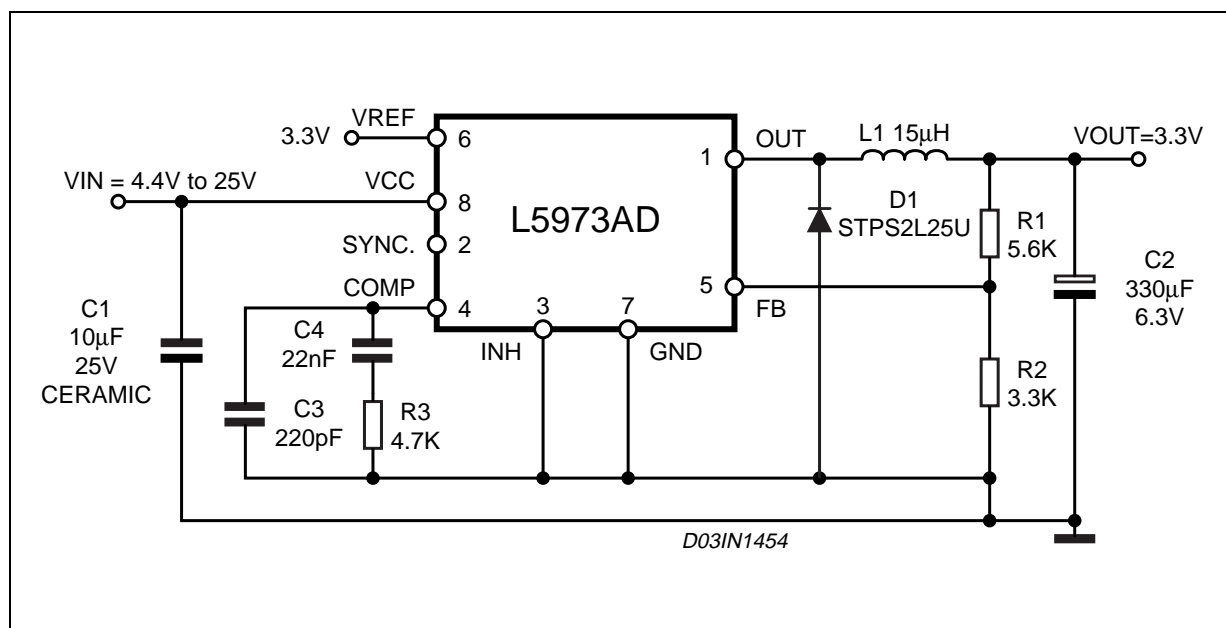 VREF
3.3V
6
VIN = 4.4V to 25V
VCC
8
SYNC.
2
COMP
4
L5973AD
3
INH
7
GND
1
OUT
5
FB
L1 15µH
VOUT=3.3V
D1
STPS2L25U
R1
5.6K
C2
330µF
6.3V
R2
3.3K
C1
10µF
25V
CERAMIC
C4
22nF
C3
220pF
R3
4.7K
D03IN1454